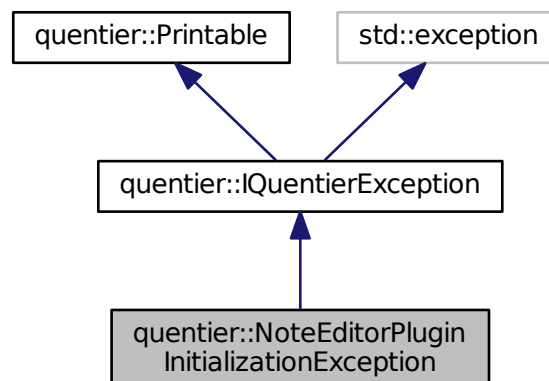 quentier::Printable
std::exception
quentier::IQuentierException
quentier::NoteEditorPlugin
InitializationException